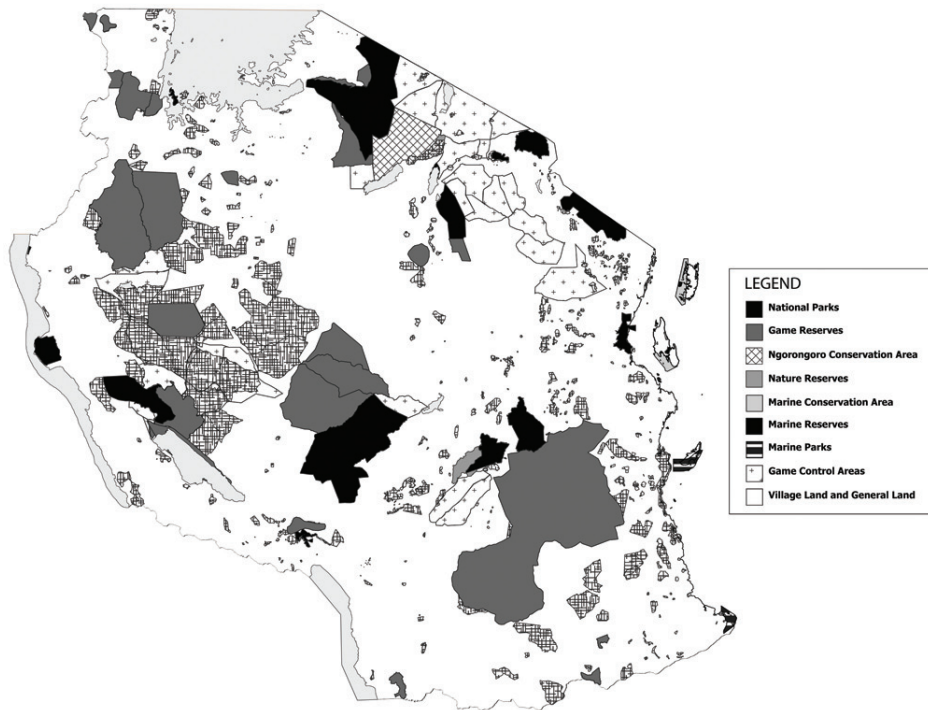 LEGEND
National Parks
Game Reserves
Ngorongoro Conservation Area
Nature Reserves
Marine Conservation Area
Marine Reserves
Marine Parks
Game Control Areas
Village Land and General Land